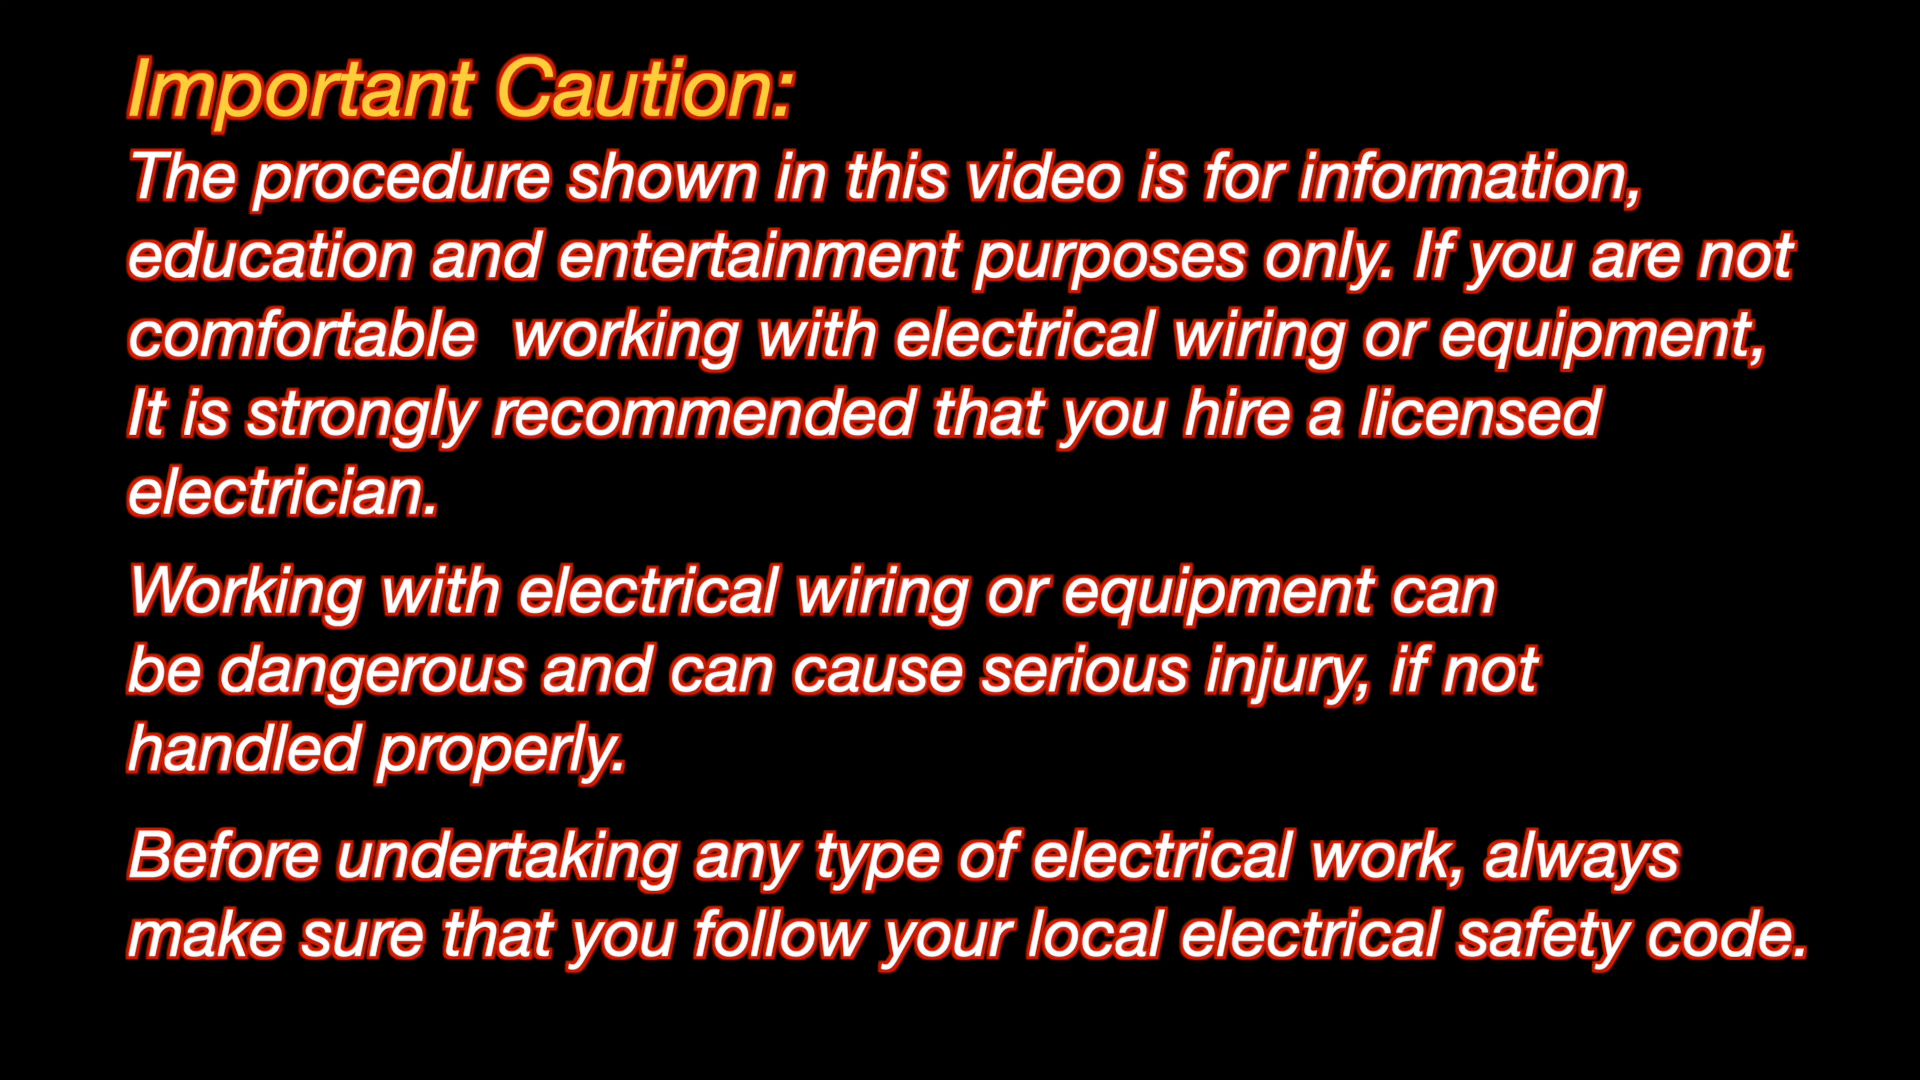 Important Caution:
The procedure shown in this video is for information,
education and entertainment purposes only. If you are not
comfortable  working with electrical wiring or equipment,
It is strongly recommended that you hire a licensed
electrician.
Working with electrical wiring or equipment can
be dangerous and can cause serious injury, if not
handled properly.
Before undertaking any type of electrical work, always
make sure that you follow your local electrical safety code.